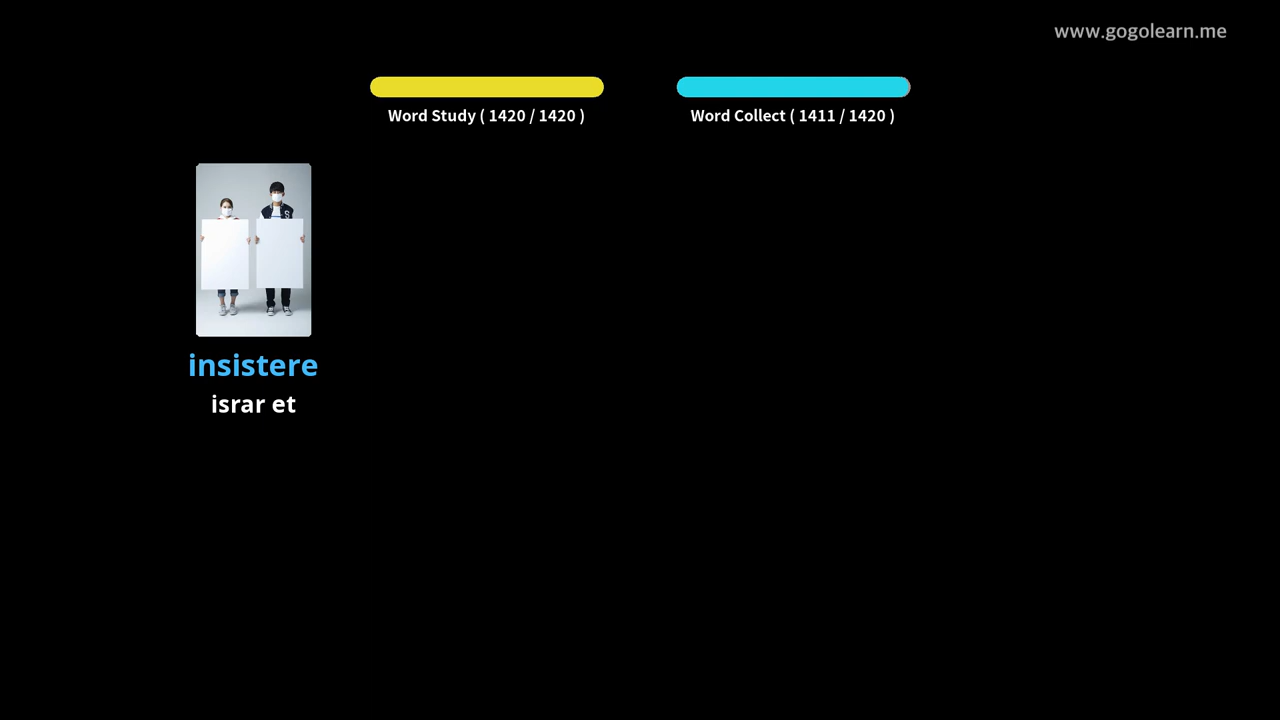 www.gogolearn.me
Word Study ( 1420 / 1420 )
Word Collect ( 1411 / 1420 )
insistere
israr et